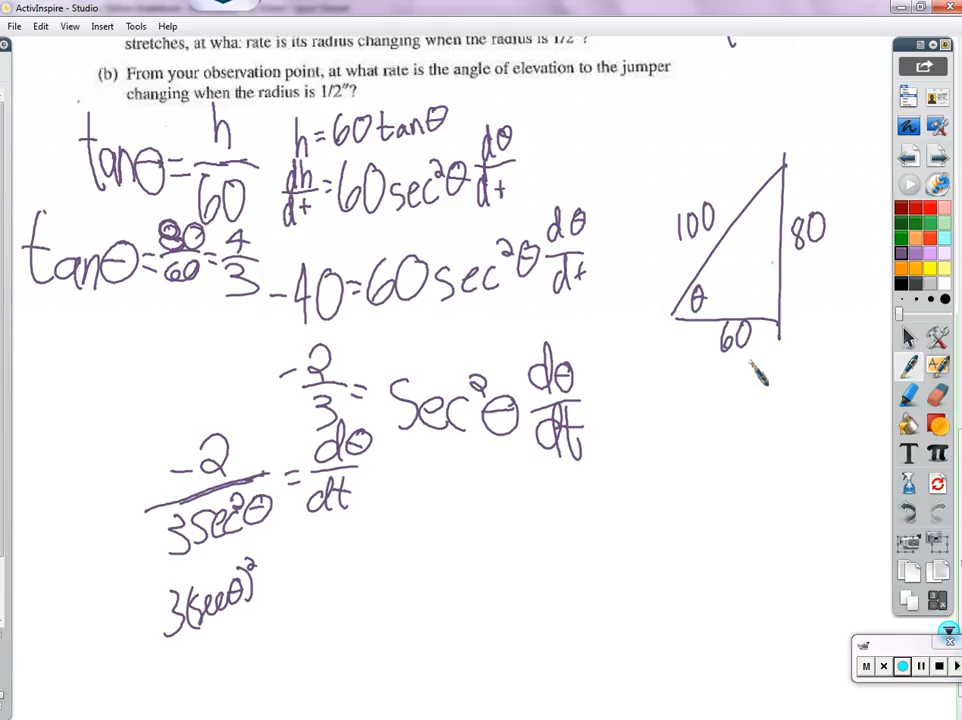 ActivInspire - Studio
File Edit View Insert Tools Help
stretches, at what rate is its radius changing when the radius is 1/2"?
(b) From your observation point, at what rate is the angle of elevation to the jumper
changing when the radius is 1/2"?
tanθ = h/60
h = 60 tanθ
dh/dt = 60 sec²θ dθ/dt
tanθ = 80/60 = 4/3
-40 = 60 sec²θ dθ/dt
-2/3 = sec²θ dθ/dt
-2/(3sec²θ) = dθ/dt
3(secθ)²
100
80
θ
60
T π
M